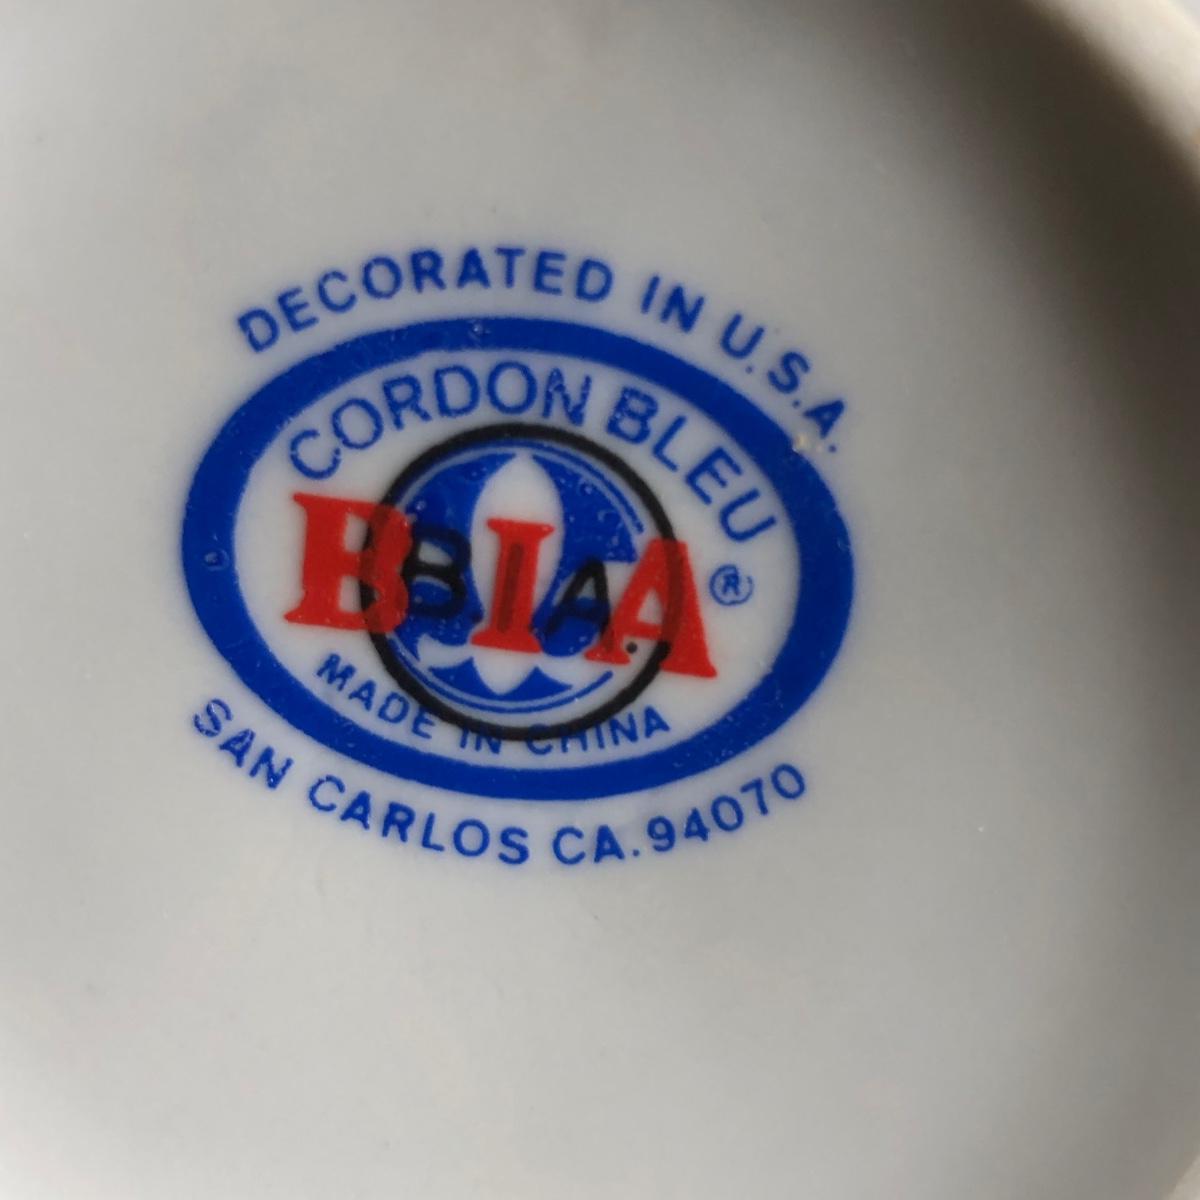 DECORATED IN U.S.A.
CORDON BLEU ®
BIA
B.I.A.
MADE IN CHINA
SAN CARLOS CA. 94070